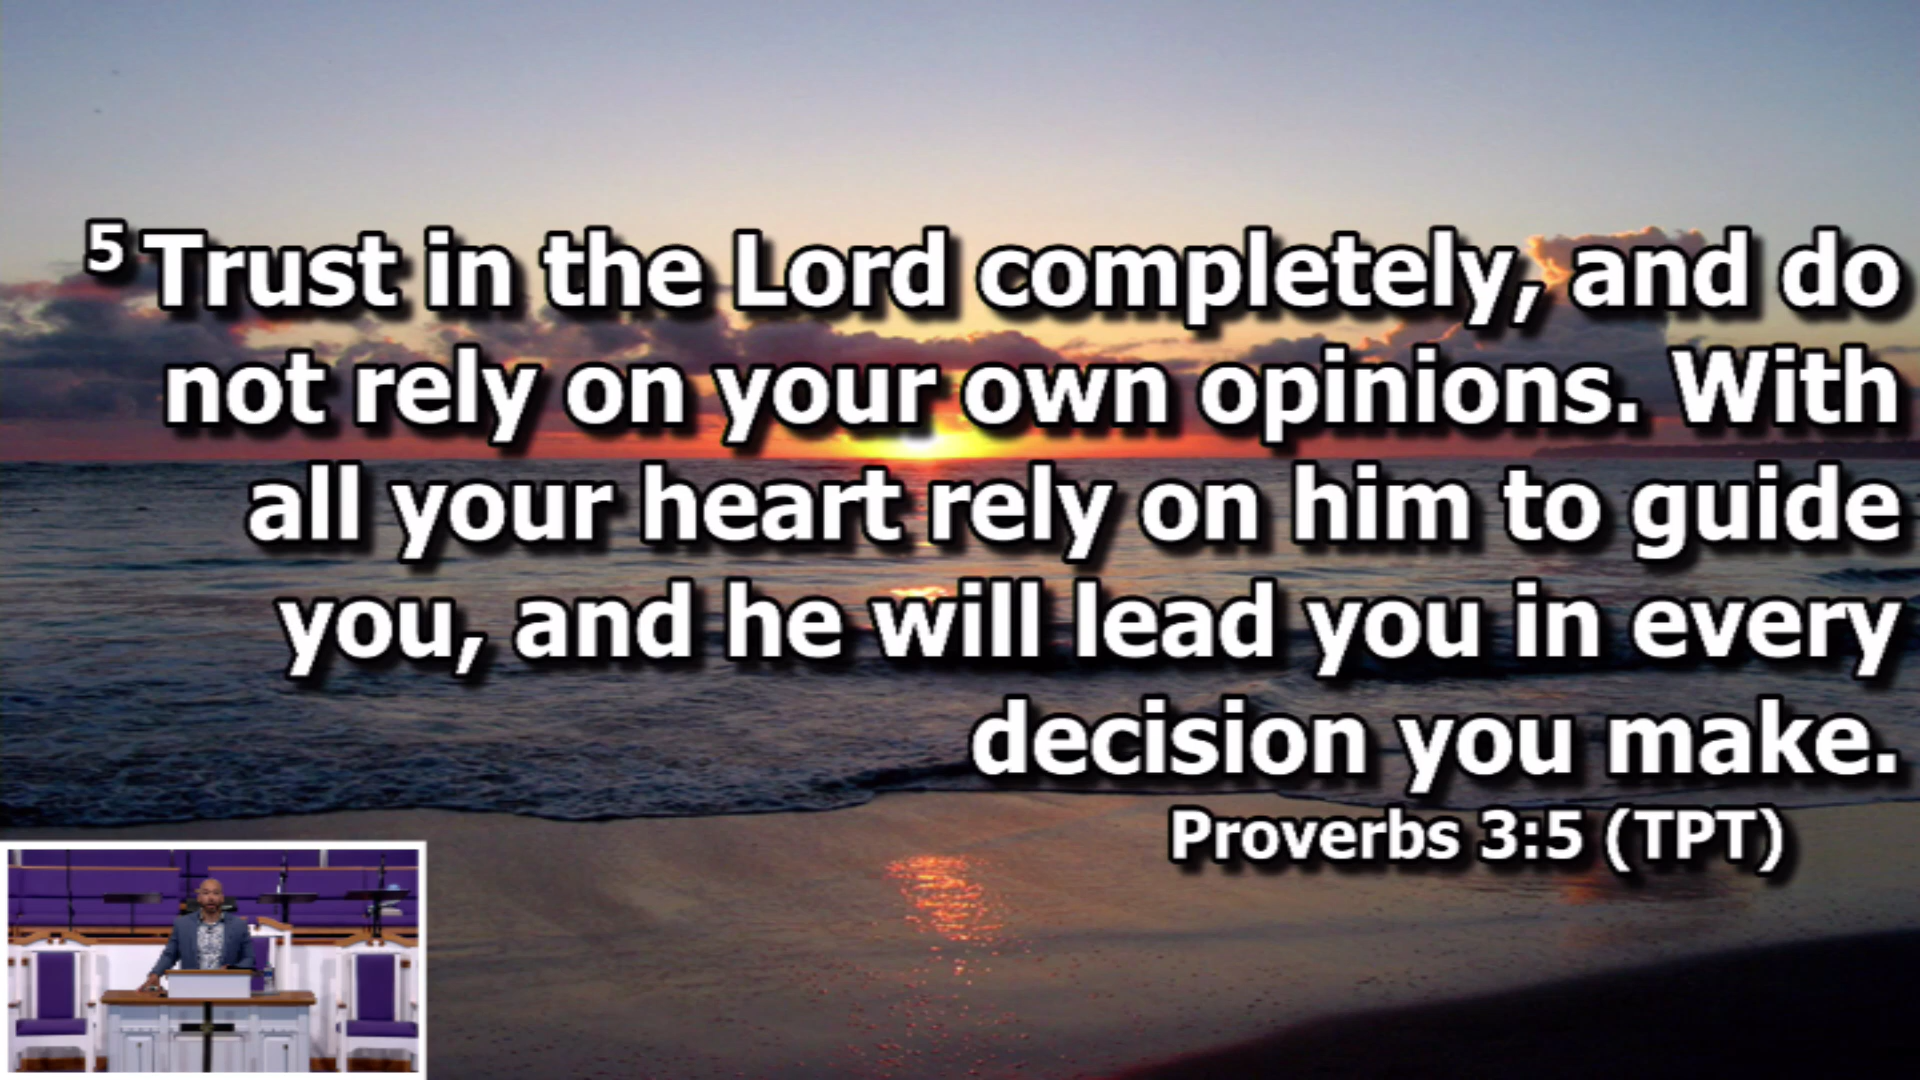 5 Trust in the Lord completely, and do
not rely on your own opinions. With
all your heart rely on him to guide
you, and he will lead you in every
decision you make.
Proverbs 3:5 (TPT)